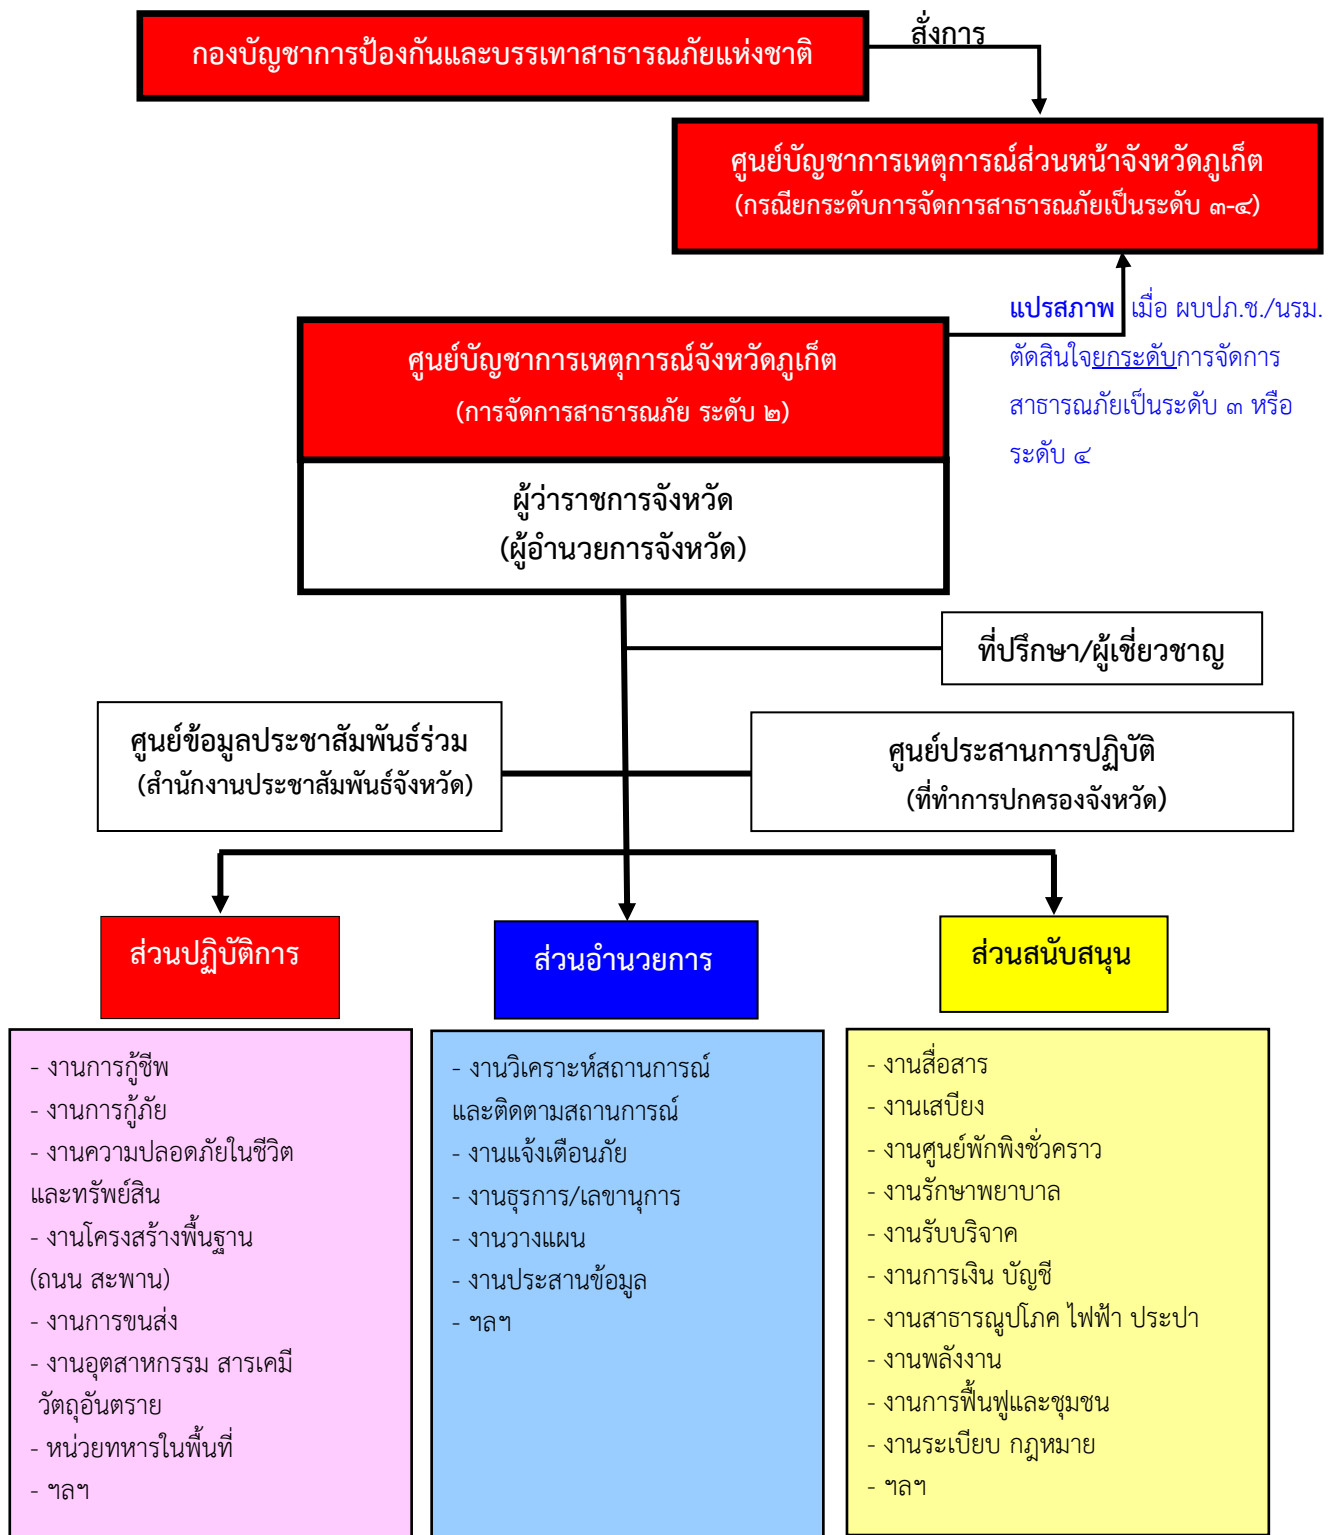 กองบัญชาการป้องกันและบรรเทาสาธารณภัยแห่งชาติ
สั่งการ
ศูนย์บัญชาการเหตุการณ์ส่วนหน้าจังหวัดภูเก็ต
(กรณียกระดับการจัดการสาธารณภัยเป็นระดับ ๓-๔)
แปรสภาพ เมื่อ ผบปภ.ช./นรม.
ตัดสินใจยกระดับการจัดการ
สาธารณภัยเป็นระดับ ๓ หรือ
ระดับ ๔
ศูนย์บัญชาการเหตุการณ์จังหวัดภูเก็ต
(การจัดการสาธารณภัย ระดับ ๒)
ผู้ว่าราชการจังหวัด
(ผู้อำนวยการจังหวัด)
ที่ปรึกษา/ผู้เชี่ยวชาญ
ศูนย์ข้อมูลประชาสัมพันธ์ร่วม
(สำนักงานประชาสัมพันธ์จังหวัด)
ศูนย์ประสานการปฏิบัติ
(ที่ทำการปกครองจังหวัด)
ส่วนปฏิบัติการ
- งานการกู้ชีพ
- งานการกู้ภัย
- งานความปลอดภัยในชีวิต
และทรัพย์สิน
- งานโครงสร้างพื้นฐาน
(ถนน สะพาน)
- งานการขนส่ง
- งานอุตสาหกรรม สารเคมี
วัตถุอันตราย
- หน่วยทหารในพื้นที่
- ฯลฯ
ส่วนอำนวยการ
- งานวิเคราะห์สถานการณ์
และติดตามสถานการณ์
- งานแจ้งเตือนภัย
- งานธุรการ/เลขานุการ
- งานวางแผน
- งานประสานข้อมูล
- ฯลฯ
ส่วนสนับสนุน
- งานสื่อสาร
- งานเสบียง
- งานศูนย์พักพิงชั่วคราว
- งานรักษาพยาบาล
- งานรับบริจาค
- งานการเงิน บัญชี
- งานสาธารณูปโภค ไฟฟ้า ประปา
- งานพลังงาน
- งานการฟื้นฟูและชุมชน
- งานระเบียบ กฎหมาย
- ฯลฯ